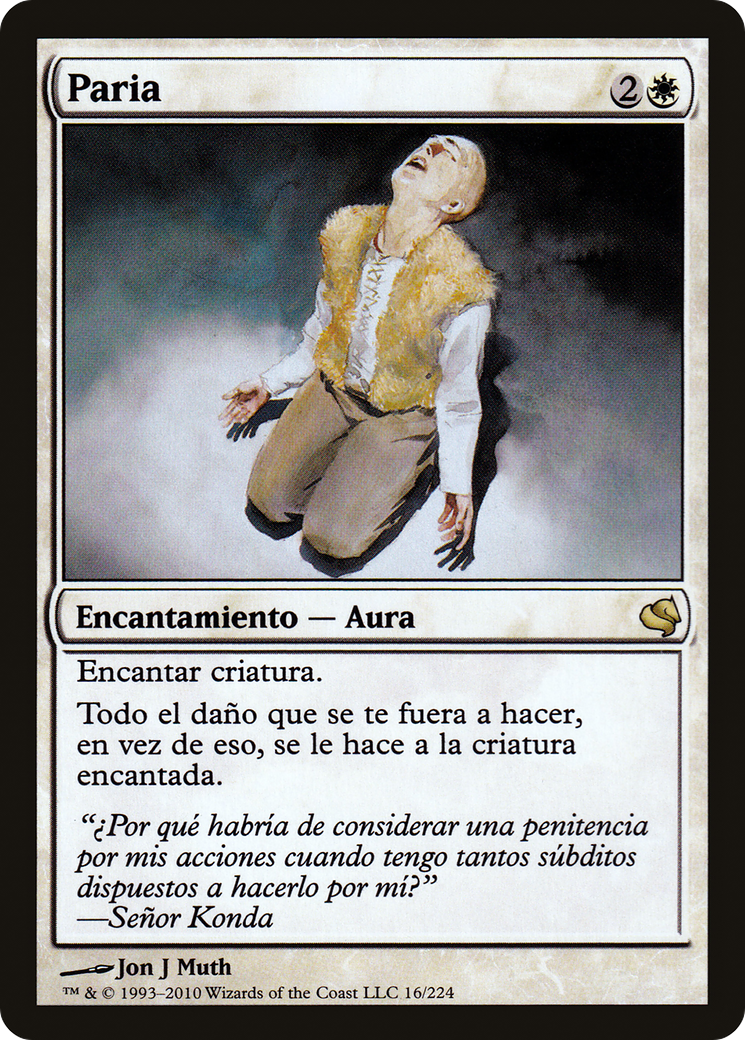 Paria
2
Encantamiento — Aura
Encantar criatura.
Todo el daño que se te fuera a hacer,
en vez de eso, se le hace a la criatura
encantada.
“¿Por qué habría de considerar una penitencia
por mis acciones cuando tengo tantos súbditos
dispuestos a hacerlo por mí?”
—Señor Konda
Jon J Muth
™ & © 1993–2010 Wizards of the Coast LLC 16/224